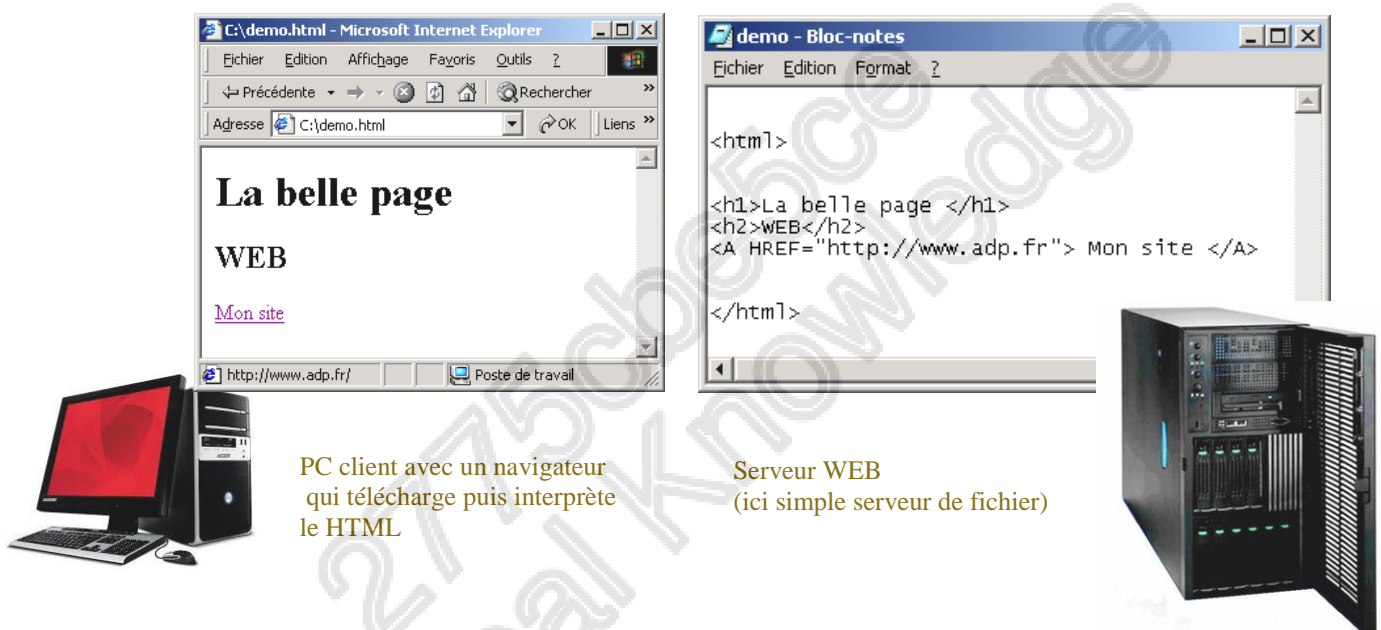 C:\demo.html - Microsoft Internet Explorer
Fichier Edition Affichage Favoris Outils ?
Précédente Rechercher »
Adresse C:\demo.html OK Liens »
La belle page
WEB
Mon site
http://www.adp.fr/ Poste de travail
demo - Bloc-notes
Fichier Edition Format ?
<html>
<h1>La belle page </h1>
<h2>WEB</h2>
<A HREF="http://www.adp.fr"> Mon site </A>
</html>
PC client avec un navigateur
qui télécharge puis interprète
le HTML
Serveur WEB
(ici simple serveur de fichier)
2775cbe5ce
al Knowledge